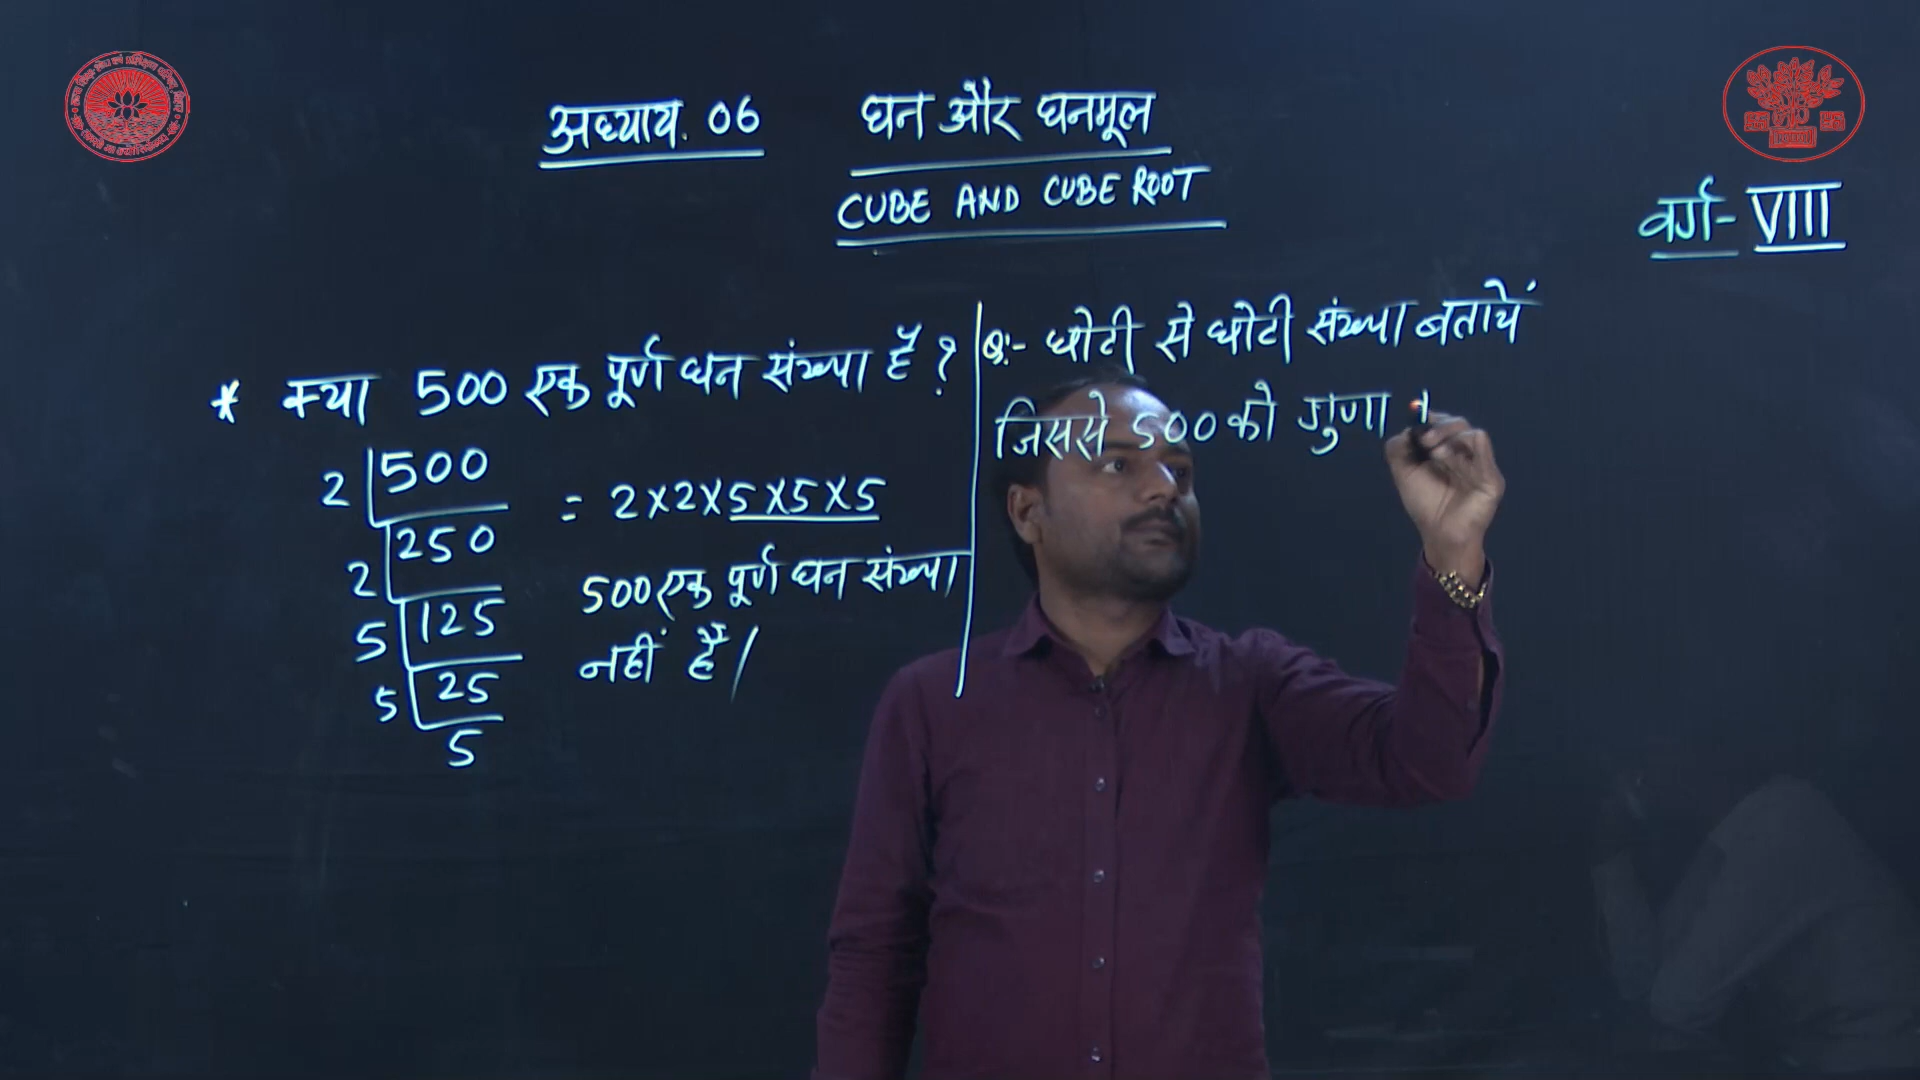 अध्याय. 06 घन और घनमूल
CUBE AND CUBE ROOT
वर्ग- VIII
* क्या 500 एक पूर्ण घन संख्या है ?
2 500
2 250
5 125
5 25
5
= 2×2×5×5×5
500 एक पूर्ण घन संख्या
नहीं है /
Q:- छोटी से छोटी संख्या बतायें
जिससे 500 को गुणा